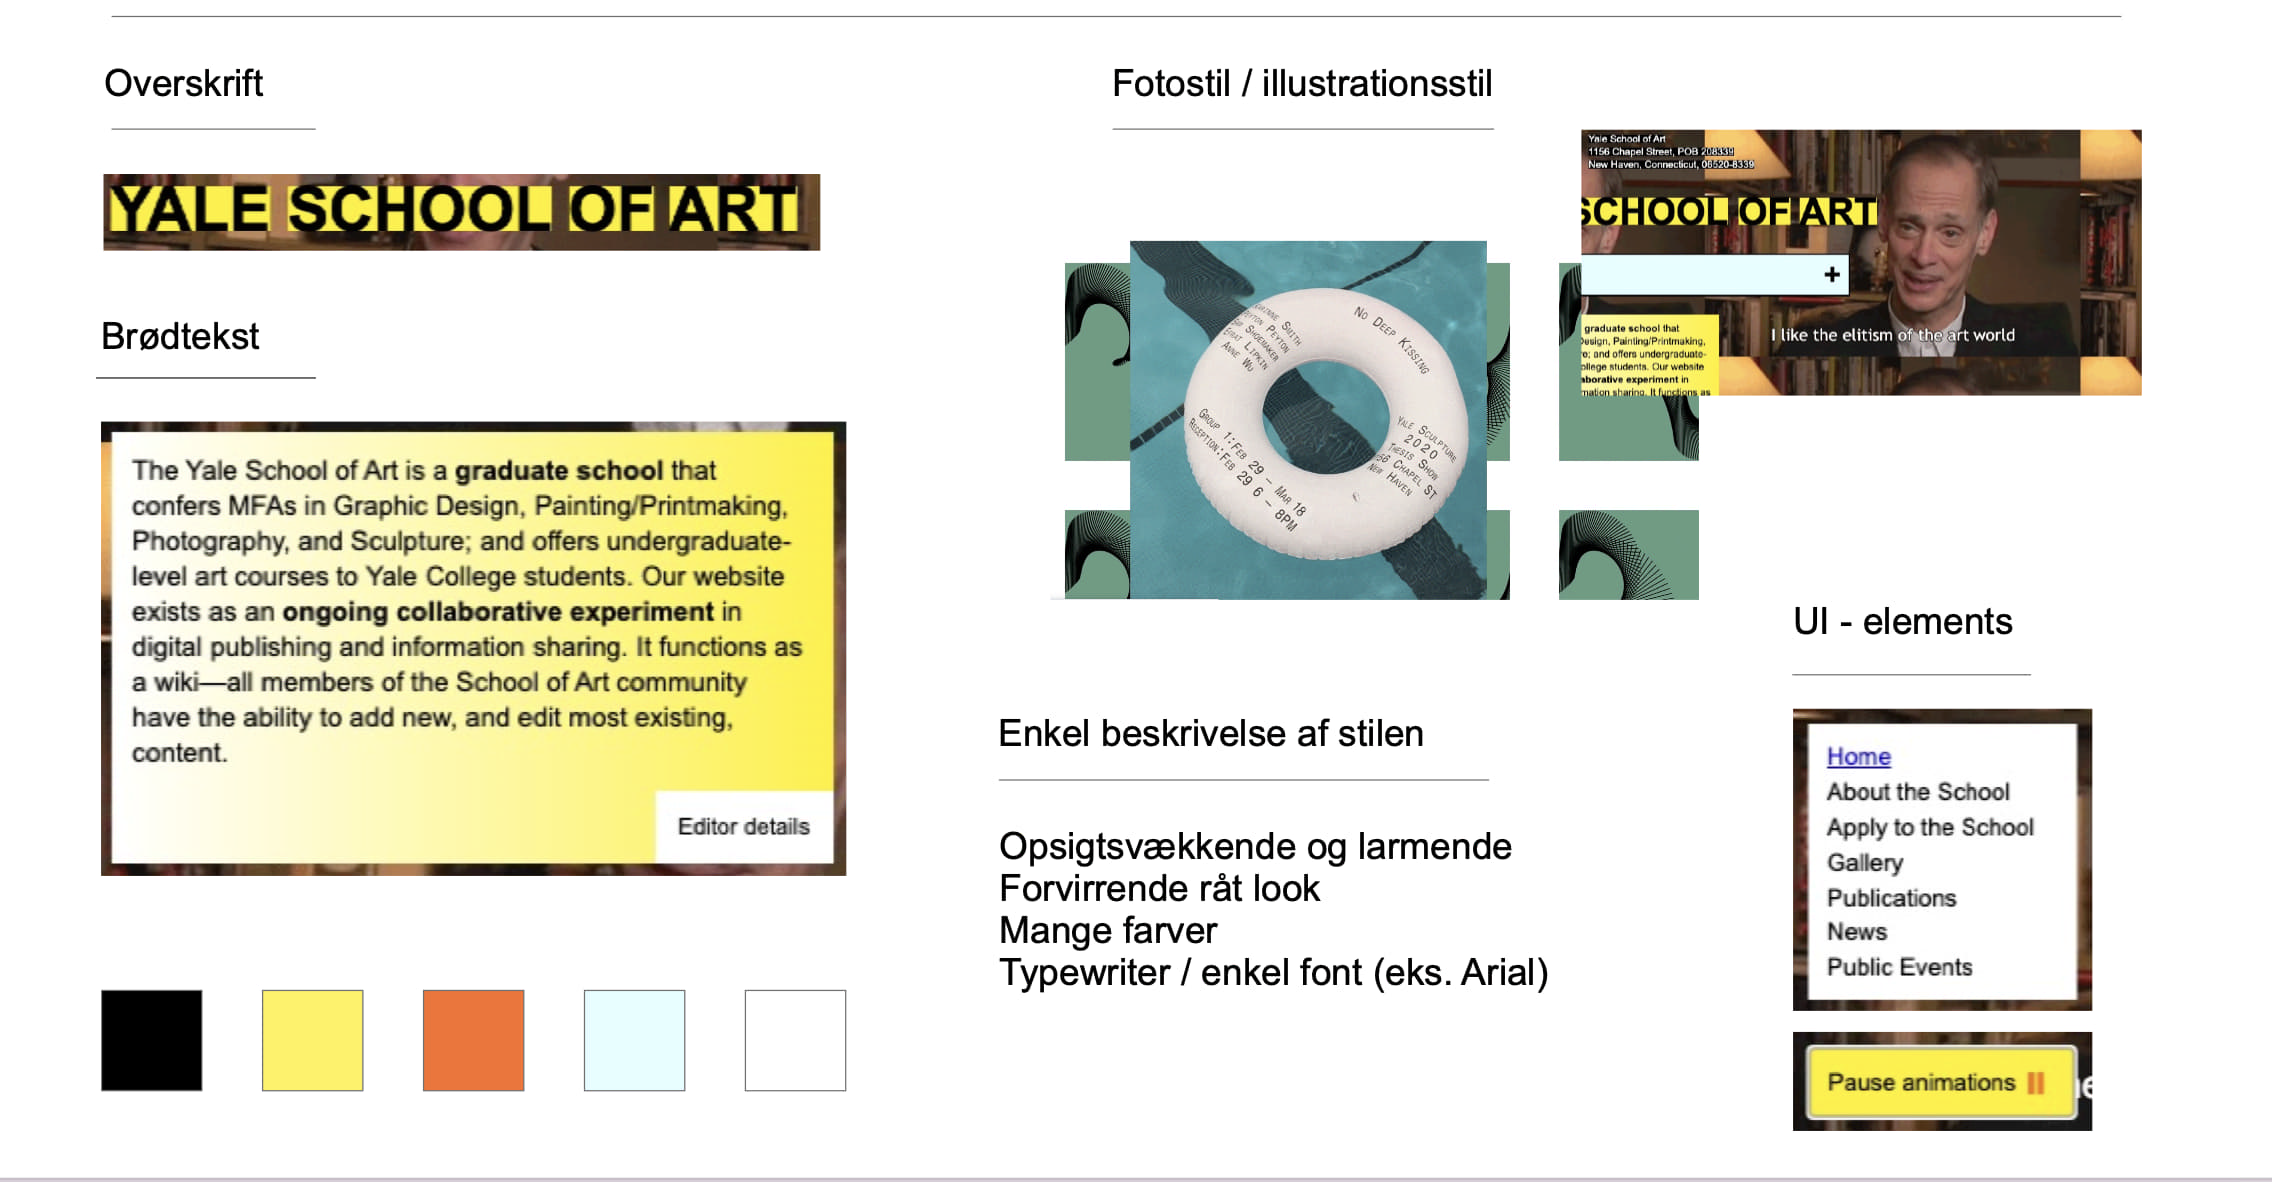 Overskrift
YALE SCHOOL OF ART
Brødtekst
The Yale School of Art is a graduate school that
confers MFAs in Graphic Design, Painting/Printmaking,
Photography, and Sculpture; and offers undergraduate-
level art courses to Yale College students. Our website
exists as an ongoing collaborative experiment in
digital publishing and information sharing. It functions as
a wiki—all members of the School of Art community
have the ability to add new, and edit most existing,
content.
Editor details
Fotostil / illustrationsstil
Smith
Peyton Peyton
Shoemaker
Lipkin
Anne Wu
No Deep Kissing
Group 1: Feb 29 – Mar 18
Reception: Feb 29 6 – 8PM
Yale Sculpture
2020
Thesis Show
56 Chapel St
New Haven
Yale School of Art
1156 Chapel Street, POB 208339
New Haven, Connecticut, 06520-8339
SCHOOL OF ART
+
graduate school that
Design, Painting/Printmaking,
; and offers undergraduate-
ollege students. Our website
aborative experiment in
mation sharing. It functions as
I like the elitism of the art world
Enkel beskrivelse af stilen
Opsigtsvækkende og larmende
Forvirrende råt look
Mange farver
Typewriter / enkel font (eks. Arial)
UI - elements
Home
About the School
Apply to the School
Gallery
Publications
News
Public Events
Pause animations